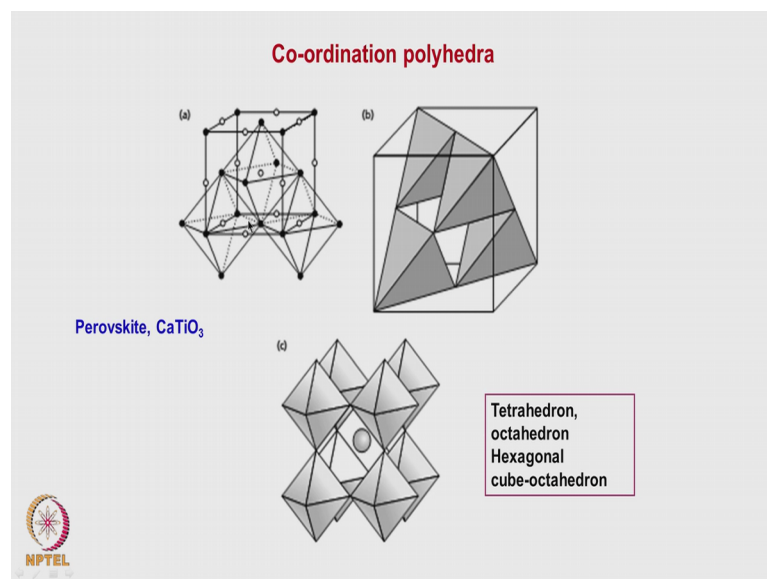 Co-ordination polyhedra
(a)
(b)
Perovskite, CaTiO₃
(c)
Tetrahedron,
octahedron
Hexagonal
cube-octahedron
NPTEL